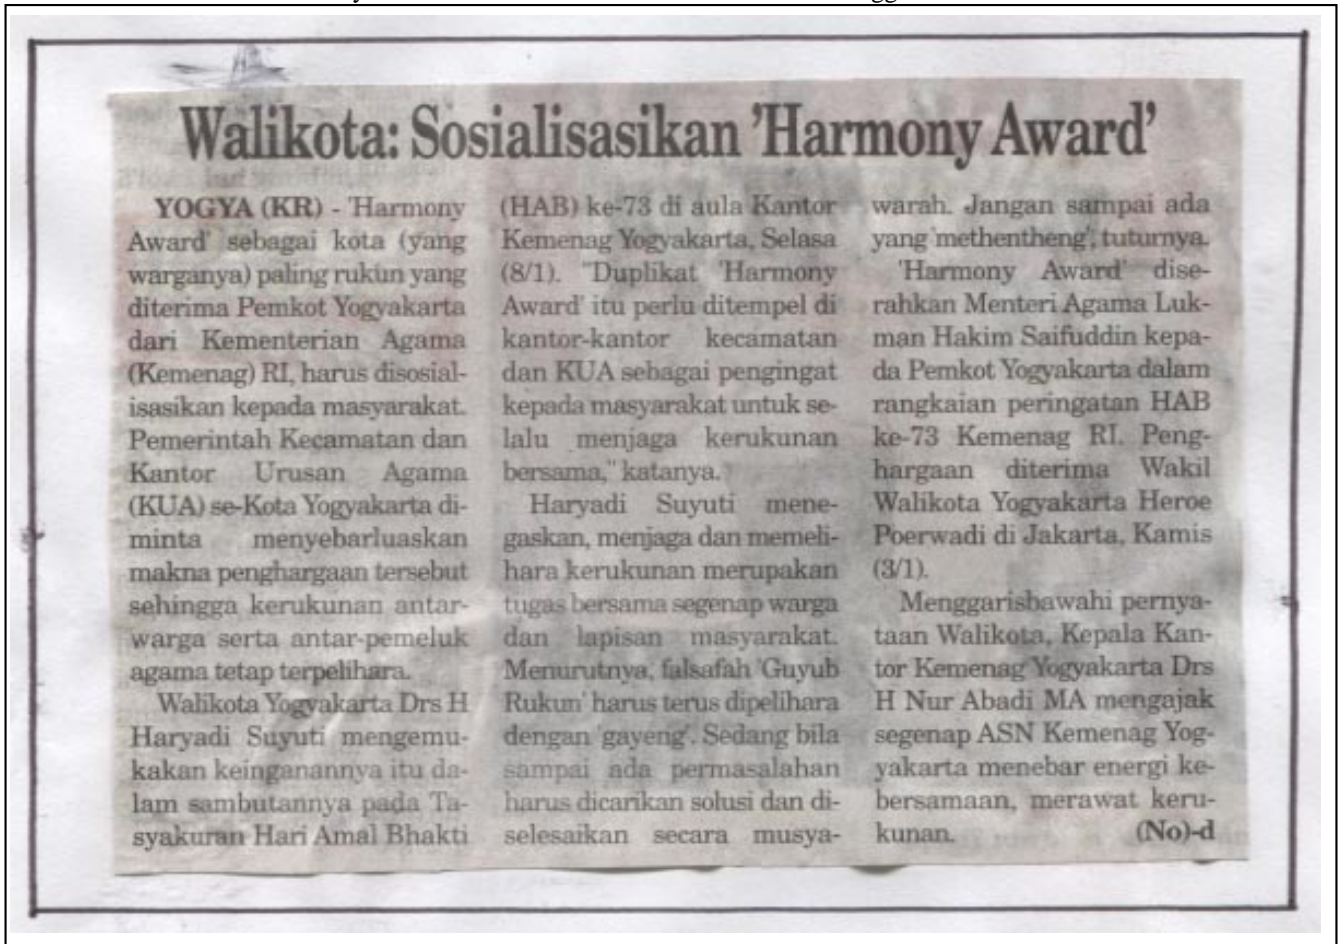 Walikota: Sosialisasikan 'Harmony Award'
YOGYA (KR) - 'Harmony
Award' sebagai kota (yang
warganya) paling rukun yang
diterima Pemkot Yogyakarta
dari Kementerian Agama
(Kemenag) RI, harus disosial-
isasikan kepada masyarakat.
Pemerintah Kecamatan dan
Kantor Urusan Agama
(KUA) se-Kota Yogyakarta di-
minta menyebarluaskan
makna penghargaan tersebut
sehingga kerukunan antar-
warga serta antar-pemeluk
agama tetap terpelihara.
Walikota Yogyakarta Drs H
Haryadi Suyuti mengemu-
kakan keinganannya itu da-
lam sambutannya pada Ta-
syakuran Hari Amal Bhakti
(HAB) ke-73 di aula Kantor
Kemenag Yogyakarta, Selasa
(8/1). "Duplikat 'Harmony
Award' itu perlu ditempel di
kantor-kantor kecamatan
dan KUA sebagai pengingat
kepada masyarakat untuk se-
lalu menjaga kerukunan
bersama," katanya.
Haryadi Suyuti mene-
gaskan, menjaga dan memeli-
hara kerukunan merupakan
tugas bersama segenap warga
dan lapisan masyarakat.
Menurutnya, falsafah 'Guyub
Rukun' harus terus dipelihara
dengan 'gayeng'. Sedang bila
sampai ada permasalahan
harus dicarikan solusi dan di-
selesaikan secara musya-
warah. Jangan sampai ada
yang 'methentheng', tuturnya.
'Harmony Award' dise-
rahkan Menteri Agama Luk-
man Hakim Saifuddin kepa-
da Pemkot Yogyakarta dalam
rangkaian peringatan HAB
ke-73 Kemenag RI. Peng-
hargaan diterima Wakil
Walikota Yogyakarta Heroe
Poerwadi di Jakarta, Kamis
(3/1).
Menggarisbawahi pernya-
taan Walikota, Kepala Kan-
tor Kemenag Yogyakarta Drs
H Nur Abadi MA mengajak
segenap ASN Kemenag Yog-
yakarta menebar energi ke-
bersamaan, merawat keru-
kunan. (No)-d